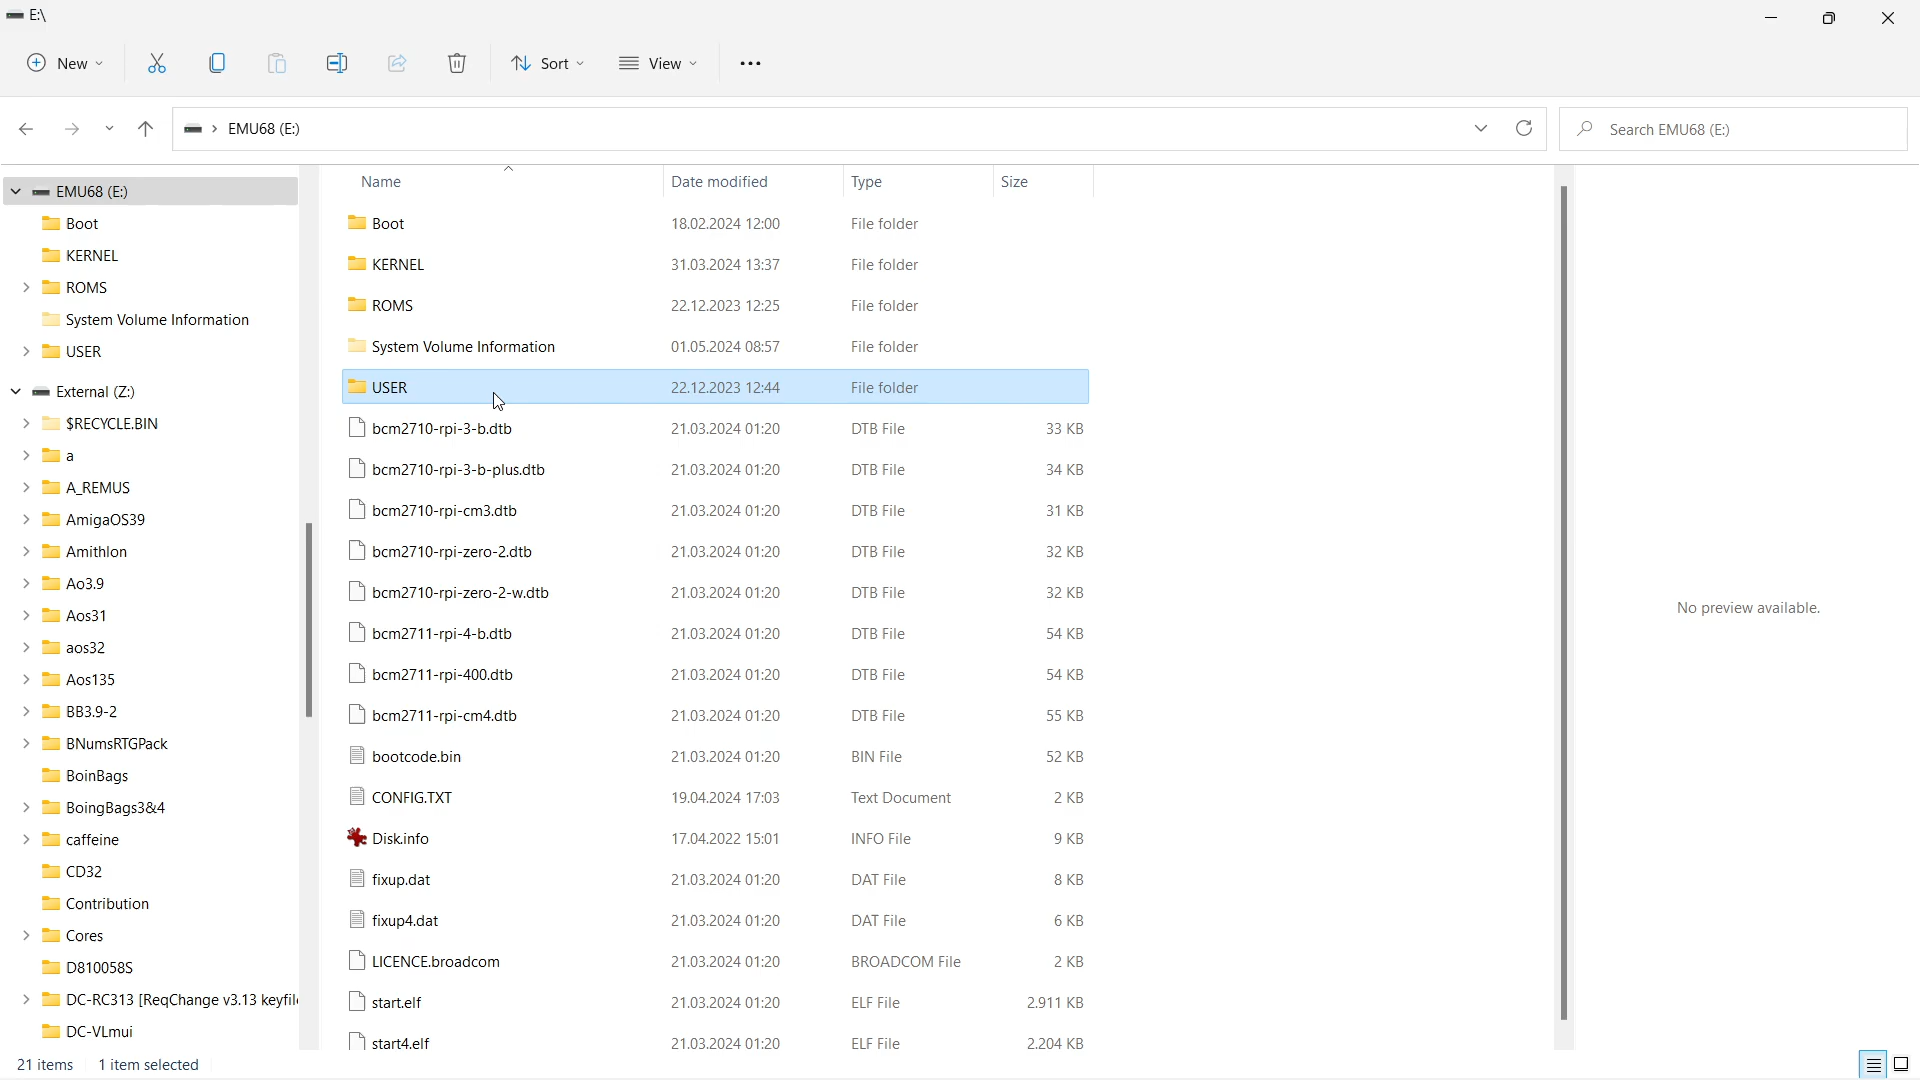 E:\
New Sort View
EMU68 (E:) Search EMU68 (E:)
Name Date modified Type Size
EMU68 (E:)
Boot
KERNEL
ROMS
System Volume Information
USER
External (Z:)
$RECYCLE.BIN
a
A_REMUS
AmigaOS39
Amithlon
Ao3.9
Aos31
aos32
Aos135
BB3.9-2
BNumsRTGPack
BoinBags
BoingBags3&4
caffeine
CD32
Contribution
Cores
D810058S
DC-RC313 [ReqChange v3.13 keyfil
DC-VLmui
Boot 18.02.2024 12:00 File folder
KERNEL 31.03.2024 13:37 File folder
ROMS 22.12.2023 12:25 File folder
System Volume Information 01.05.2024 08:57 File folder
USER 22.12.2023 12:44 File folder
bcm2710-rpi-3-b.dtb 21.03.2024 01:20 DTB File 33 KB
bcm2710-rpi-3-b-plus.dtb 21.03.2024 01:20 DTB File 34 KB
bcm2710-rpi-cm3.dtb 21.03.2024 01:20 DTB File 31 KB
bcm2710-rpi-zero-2.dtb 21.03.2024 01:20 DTB File 32 KB
bcm2710-rpi-zero-2-w.dtb 21.03.2024 01:20 DTB File 32 KB
bcm2711-rpi-4-b.dtb 21.03.2024 01:20 DTB File 54 KB
bcm2711-rpi-400.dtb 21.03.2024 01:20 DTB File 54 KB
bcm2711-rpi-cm4.dtb 21.03.2024 01:20 DTB File 55 KB
bootcode.bin 21.03.2024 01:20 BIN File 52 KB
CONFIG.TXT 19.04.2024 17:03 Text Document 2 KB
Disk.info 17.04.2022 15:01 INFO File 9 KB
fixup.dat 21.03.2024 01:20 DAT File 8 KB
fixup4.dat 21.03.2024 01:20 DAT File 6 KB
LICENCE.broadcom 21.03.2024 01:20 BROADCOM File 2 KB
start.elf 21.03.2024 01:20 ELF File 2.911 KB
start4.elf 21.03.2024 01:20 ELF File 2.204 KB
No preview available.
21 items 1 item selected